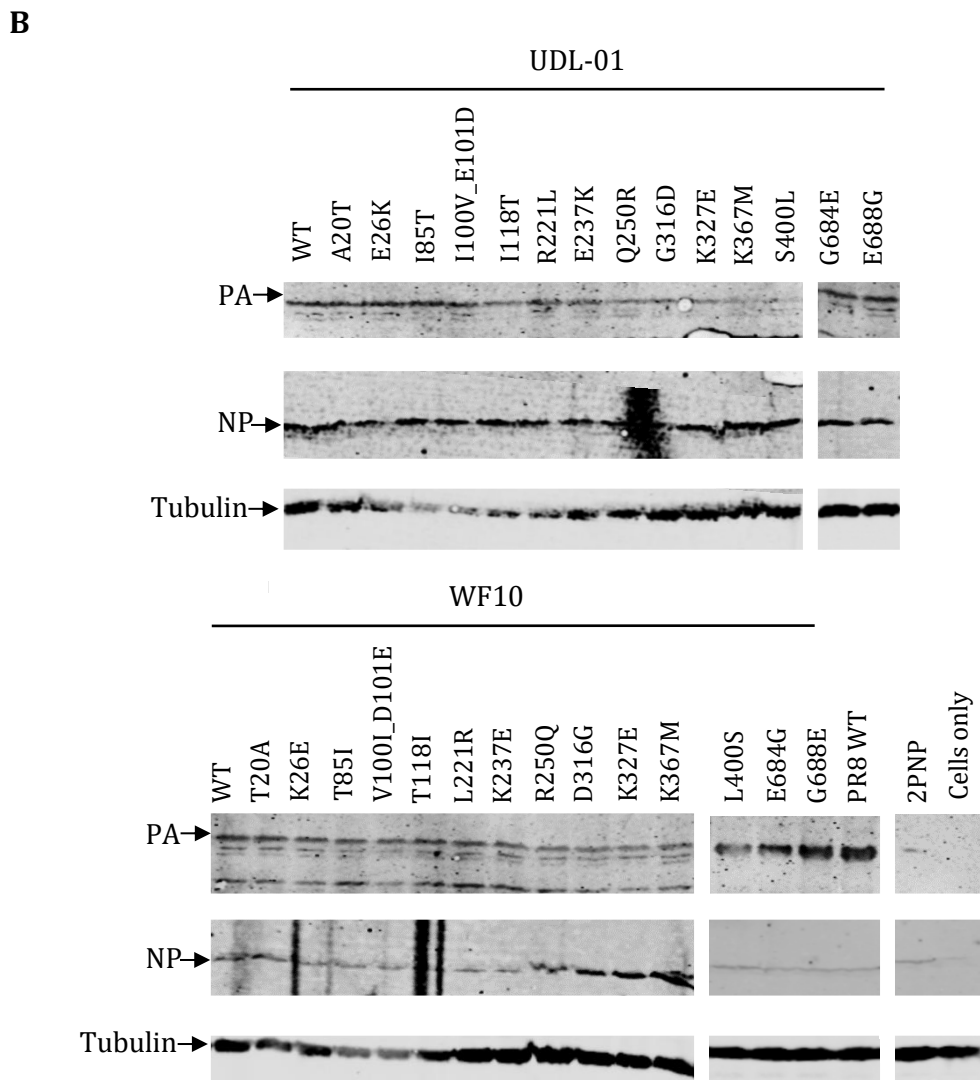 B
UDL-01
WT
A20T
E26K
I85T
I100V_E101D
I118T
R221L
E237K
Q250R
G316D
K327E
K367M
S400L
G684E
E688G
PA
NP
Tubulin
WF10
WT
T20A
K26E
T85I
V100I_D101E
T118I
L221R
K237E
R250Q
D316G
K327E
K367M
L400S
E684G
G688E
PR8 WT
2PNP
Cells only
PA
NP
Tubulin